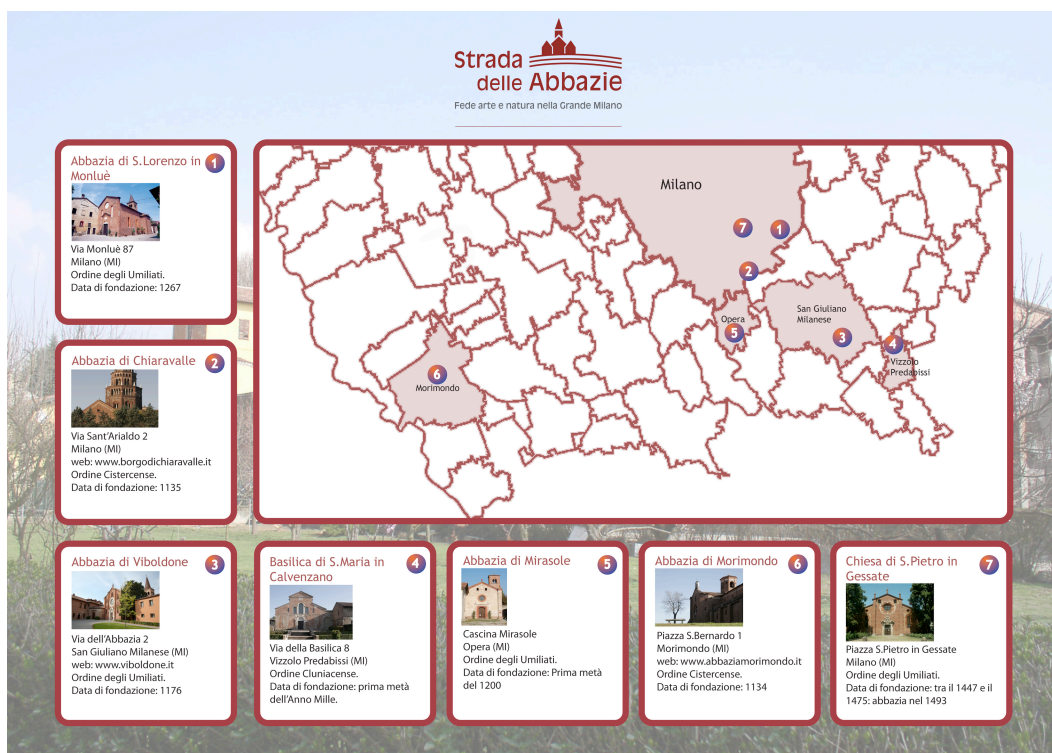 Strada
delle Abbazie
Fede arte e natura nella Grande Milano
Abbazia di S.Lorenzo in
Monluè
1
Via Monluè 87
Milano (MI)
Ordine degli Umiliati.
Data di fondazione: 1267
Milano
7
1
2
San Giuliano
Milanese
3
Opera
5
4
Vizzolo
Predabissi
6
Morimondo
Abbazia di Chiaravalle
2
Via Sant'Arialdo 2
Milano (MI)
web: www.borgodichiaravalle.it
Ordine Cistercense.
Data di fondazione: 1135
Abbazia di Viboldone
3
Via dell'Abbazia 2
San Giuliano Milanese (MI)
web: www.viboldone.it
Ordine degli Umiliati.
Data di fondazione: 1176
Basilica di S.Maria in
Calvenzano
4
Via della Basilica 8
Vizzolo Predabissi (MI)
Ordine Cluniacense.
Data di fondazione: prima metà
dell'Anno Mille.
Abbazia di Mirasole
5
Cascina Mirasole
Opera (MI)
Ordine degli Umiliati.
Data di fondazione: Prima metà
del 1200
Abbazia di Morimondo
6
Piazza S.Bernardo 1
Morimondo (MI)
web: www.abbaziamorimondo.it
Ordine Cistercense.
Data di fondazione: 1134
Chiesa di S.Pietro in
Gessate
7
Piazza S.Pietro in Gessate
Milano (MI)
Ordine degli Umiliati.
Data di fondazione: tra il 1447 e il
1475: abbazia nel 1493